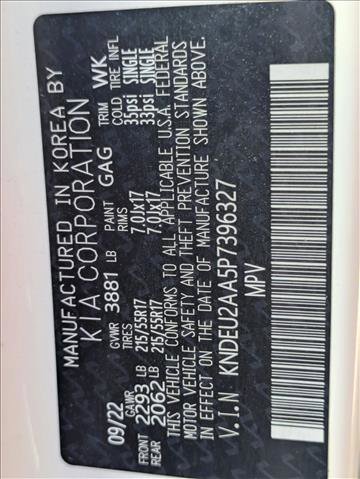 MANUFACTURED IN KOREA BY
KIA CORPORATION
09/22 GVWR 3881 LB PAINT GAG TRIM WK
GAWR TIRES RIMS COLD TIRE INFL
FRONT 2293 LB 215/55R17 7.0Jx17 35psi SINGLE
REAR 2062 LB 215/55R17 7.0Jx17 33psi SINGLE
THIS VEHICLE CONFORMS TO ALL APPLICABLE U.S.A. FEDERAL
MOTOR VEHICLE SAFETY AND THEFT PREVENTION STANDARDS
IN EFFECT ON THE DATE OF MANUFACTURE SHOWN ABOVE.
V.I.N KNDEU2AA5P7396327
MPV